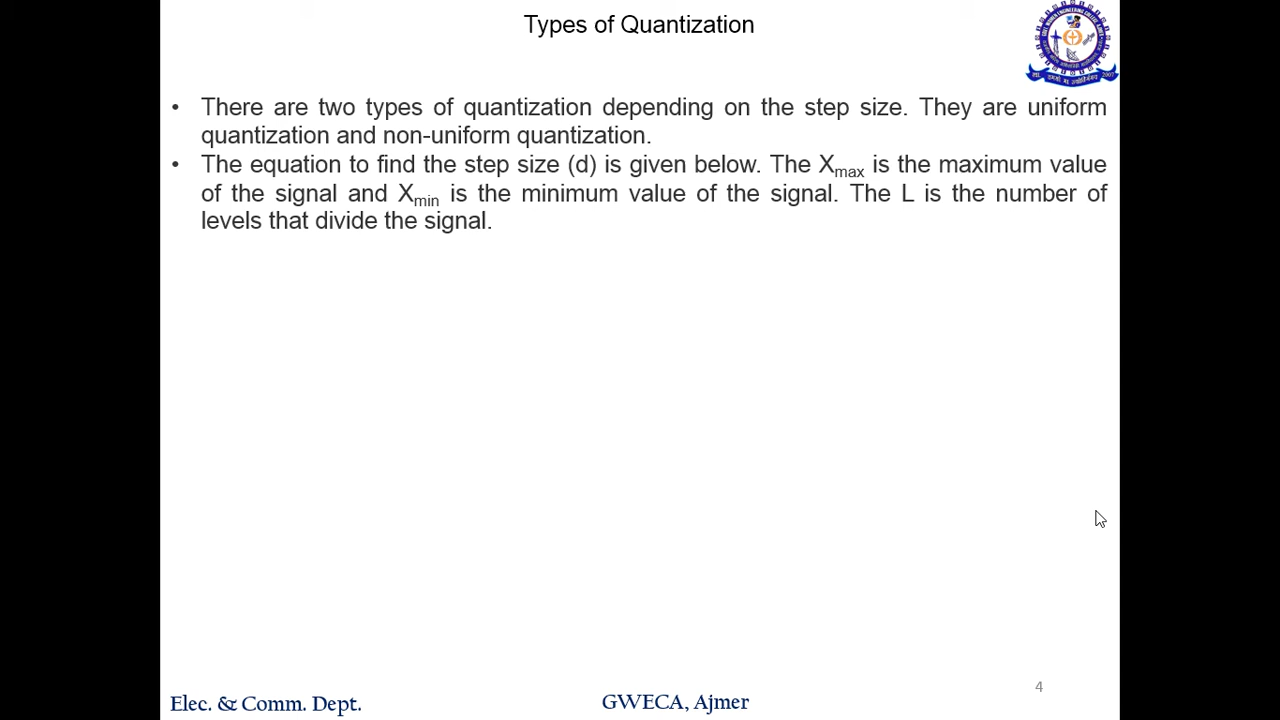 Types of Quantization
• There are two types of quantization depending on the step size. They are uniform
quantization and non-uniform quantization.
• The equation to find the step size (d) is given below. The Xmax is the maximum value
of the signal and Xmin is the minimum value of the signal. The L is the number of
levels that divide the signal.
4
Elec. & Comm. Dept.
GWECA, Ajmer